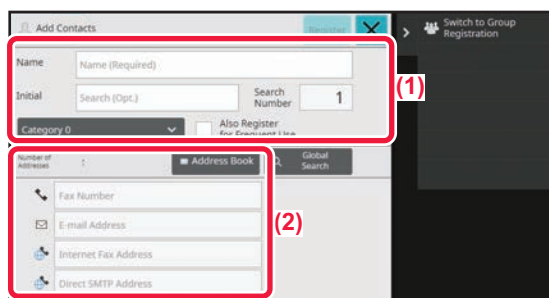 Add Contacts
Register
Switch to Group
Registration
Name
Name (Required)
(1)
Initial
Search (Opt.)
Search
Number
1
Category 0
Also Register
for Frequent Use
Number of
Addresses
:
Address Book
Global
Search
Fax Number
E-mail Address
(2)
Internet Fax Address
Direct SMTP Address